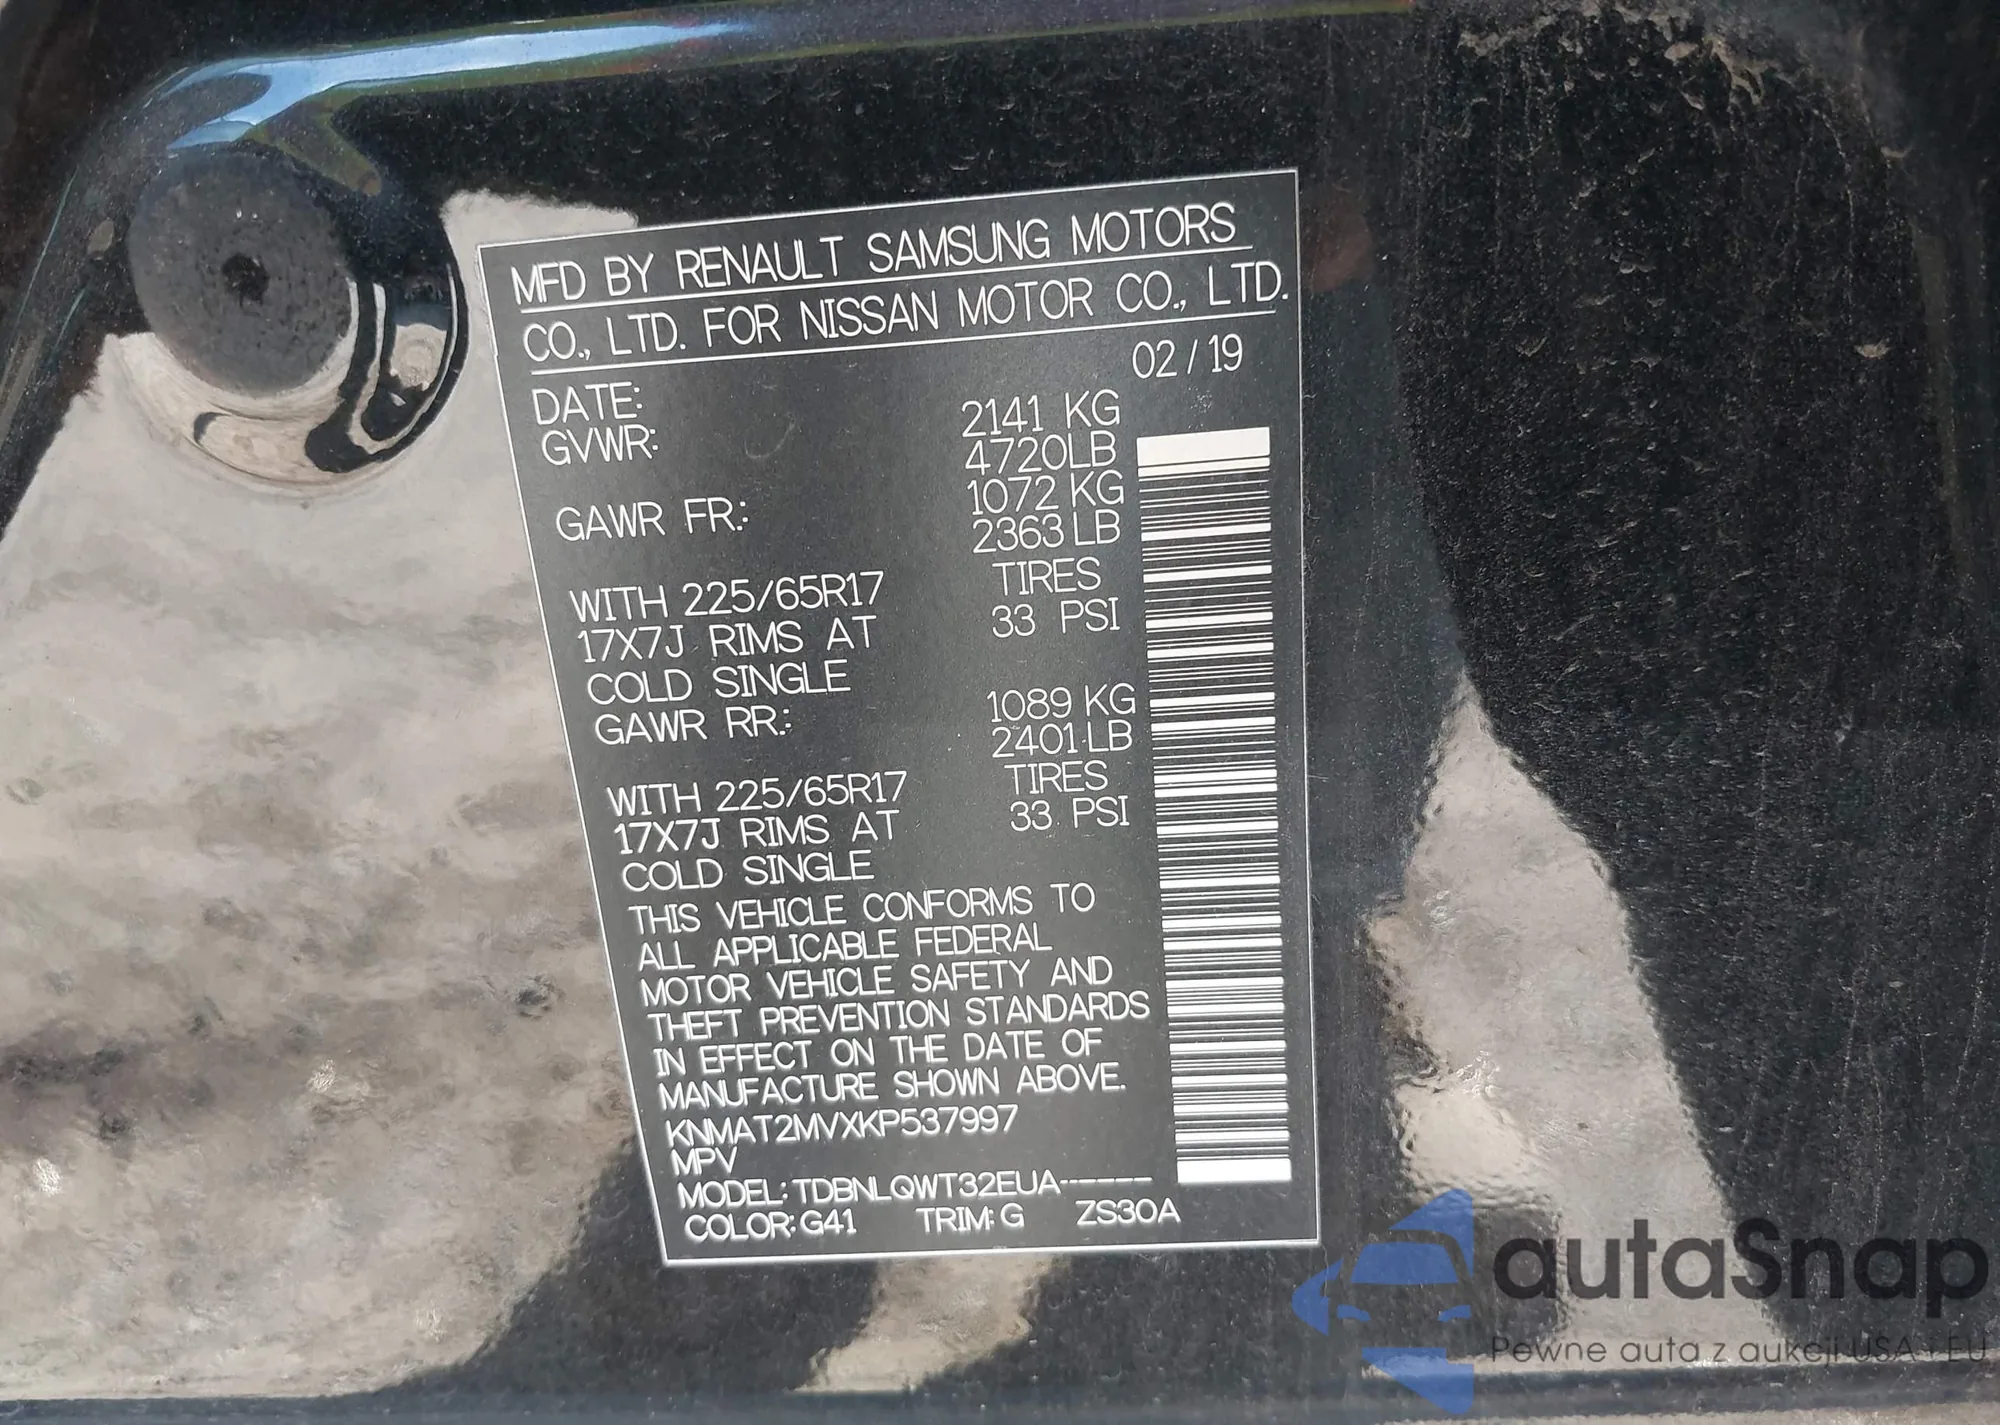 MFD BY RENAULT SAMSUNG MOTORS
CO., LTD. FOR NISSAN MOTOR CO., LTD.
DATE: 02 / 19
GVWR: 2141 KG
4720LB
GAWR FR.: 1072 KG
2363 LB
WITH 225/65R17 TIRES
17X7J RIMS AT 33 PSI
COLD SINGLE
GAWR RR.: 1089 KG
2401 LB
WITH 225/65R17 TIRES
17X7J RIMS AT 33 PSI
COLD SINGLE
THIS VEHICLE CONFORMS TO
ALL APPLICABLE FEDERAL
MOTOR VEHICLE SAFETY AND
THEFT PREVENTION STANDARDS
IN EFFECT ON THE DATE OF
MANUFACTURE SHOWN ABOVE.
KNMAT2MVXKP537997
MPV
MODEL: TDBNLQWT32EUA------
COLOR: G41 TRIM: G ZS30A
autaSnap
Pewne auta z aukcji USA i EU